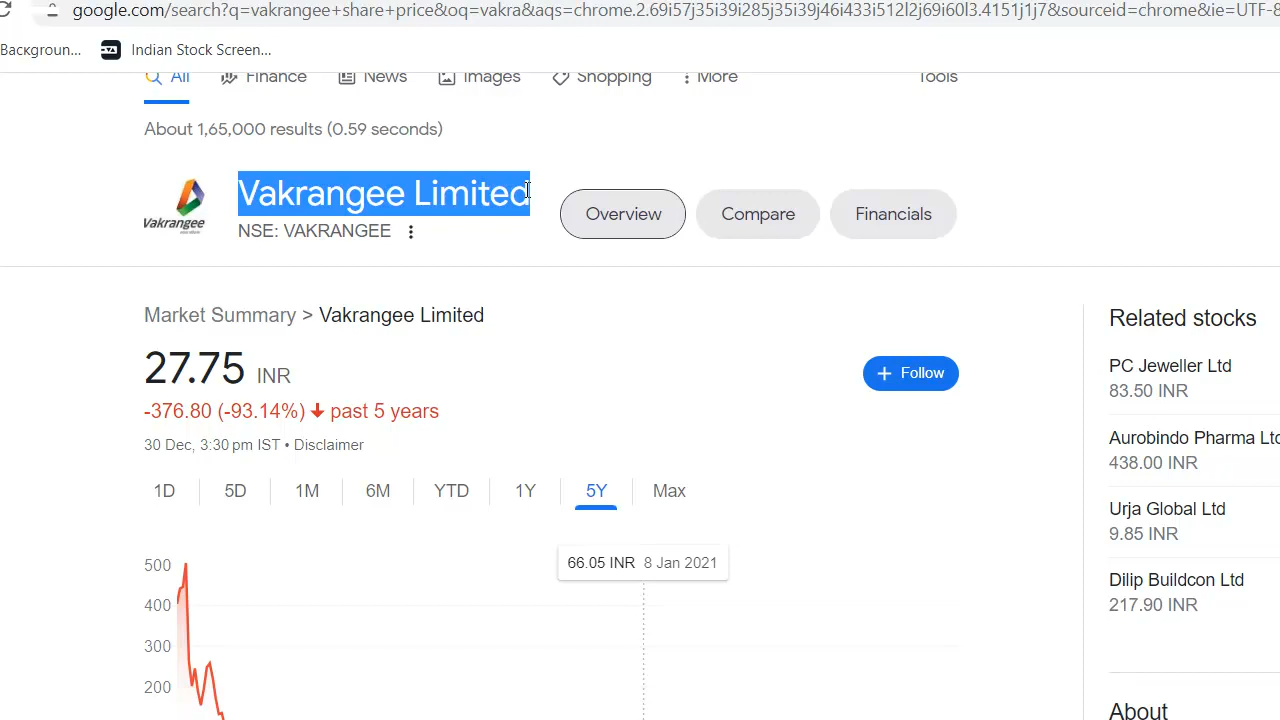 google.com/search?q=vakrangee+share+price&oq=vakra&aqs=chrome.2.69i57j35i39i285j35i39j46i433i512l2j69i60l3.4151j1j7&sourceid=chrome&ie=UTF-8
Backgroun... Indian Stock Screen...
All Finance News Images Shopping More Tools
About 1,65,000 results (0.59 seconds)
Vakrangee Limited
Vakrangee
NSE: VAKRANGEE
Overview Compare Financials
Market Summary > Vakrangee Limited
27.75 INR
+ Follow
-376.80 (-93.14%) past 5 years
30 Dec, 3:30 pm IST • Disclaimer
1D 5D 1M 6M YTD 1Y 5Y Max
66.05 INR 8 Jan 2021
500
400
300
200
Related stocks
PC Jeweller Ltd
83.50 INR
Aurobindo Pharma Ltd
438.00 INR
Urja Global Ltd
9.85 INR
Dilip Buildcon Ltd
217.90 INR
About